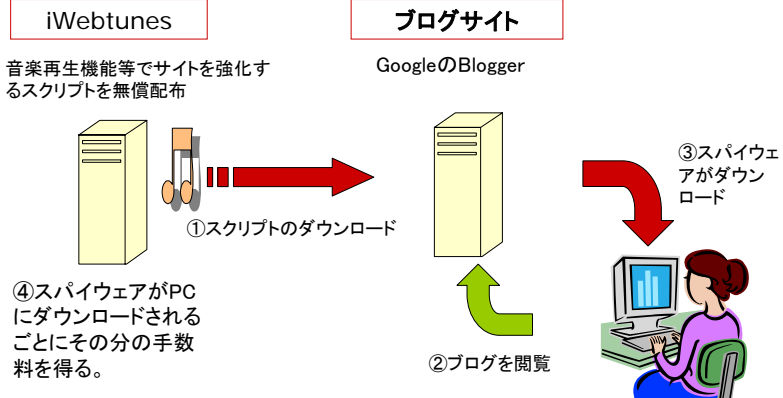 iWebtunes
ブログサイト
音楽再生機能等でサイトを強化す
るスクリプトを無償配布
GoogleのBlogger
①スクリプトのダウンロード
②ブログを閲覧
③スパイウェ
アがダウン
ロード
④スパイウェアがPC
にダウンロードされる
ごとにその分の手数
料を得る。